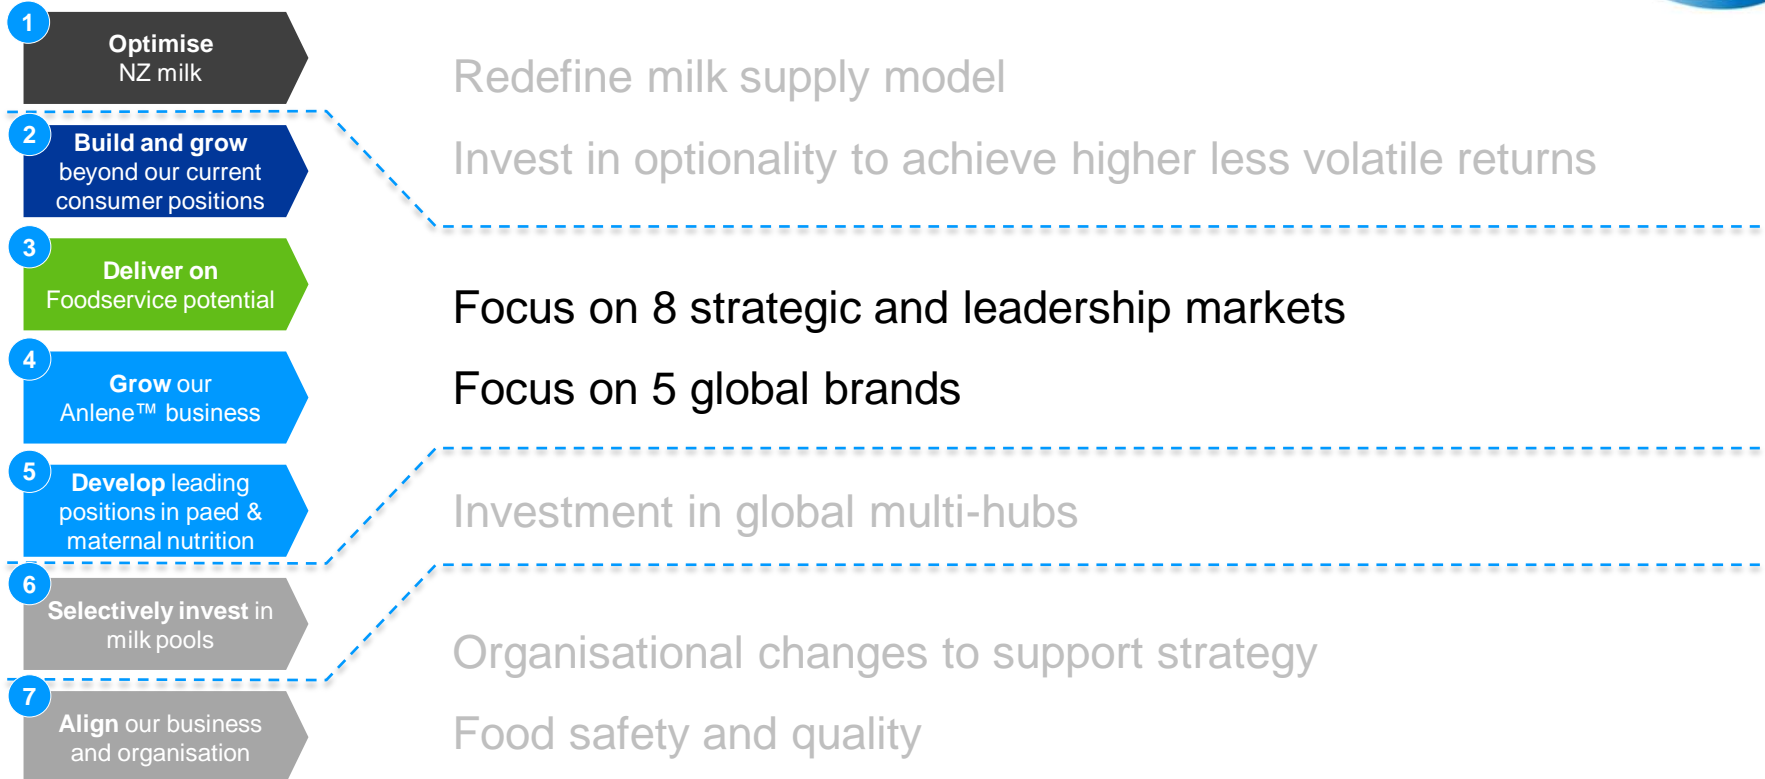 1
Optimise
NZ milk
Redefine milk supply model
2
Build and grow
beyond our current
consumer positions
Invest in optionality to achieve higher less volatile returns
3
Deliver on
Foodservice potential
Focus on 8 strategic and leadership markets
4
Grow our
Anlene™ business
Focus on 5 global brands
5
Develop leading
positions in paed &
maternal nutrition
Investment in global multi-hubs
6
Selectively invest in
milk pools
Organisational changes to support strategy
7
Align our business
and organisation
Food safety and quality